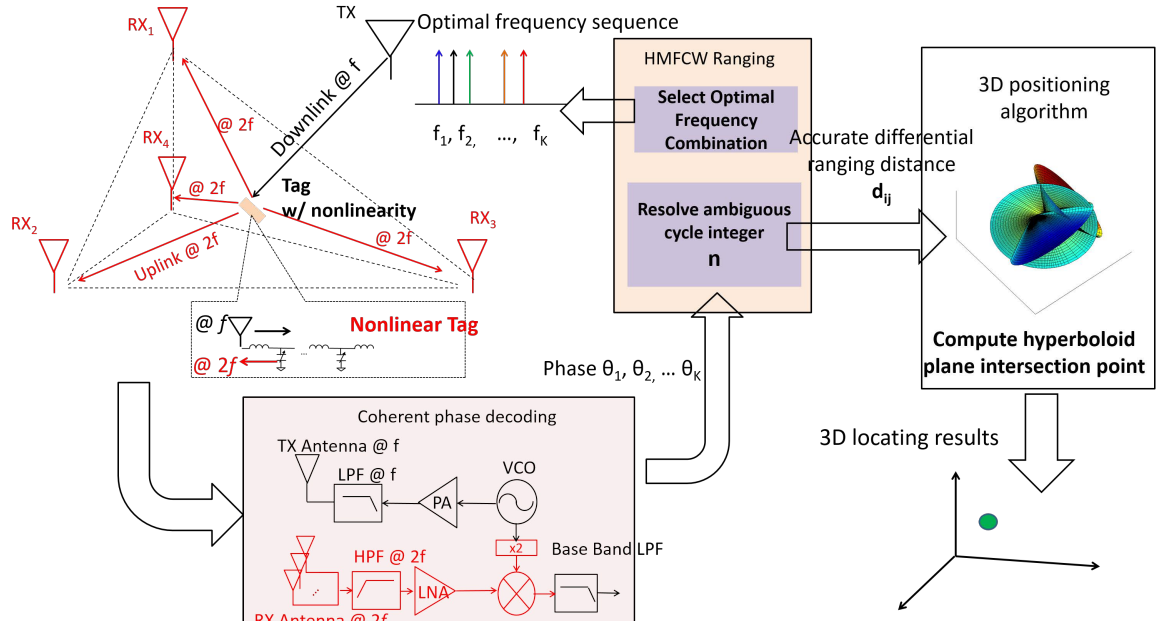 RX1
TX
Optimal frequency sequence
Downlink @ f
f1, f2, ..., fK
HMFCW Ranging
Select Optimal
Frequency
Combination
Resolve ambiguous
cycle integer
n
Accurate differential
ranging distance
dij
3D positioning
algorithm
Compute hyperboloid
plane intersection point
RX4
@ 2f
@ 2f
Tag
w/ nonlinearity
RX2
Uplink @ 2f
@ 2f
RX3
@ f
Nonlinear Tag
...
@ 2f
Phase θ1, θ2, ... θK
3D locating results
Coherent phase decoding
TX Antenna @ f
LPF @ f
PA
VCO
x2
Base Band LPF
HPF @ 2f
LNA
...
RX Antenna @ 2f